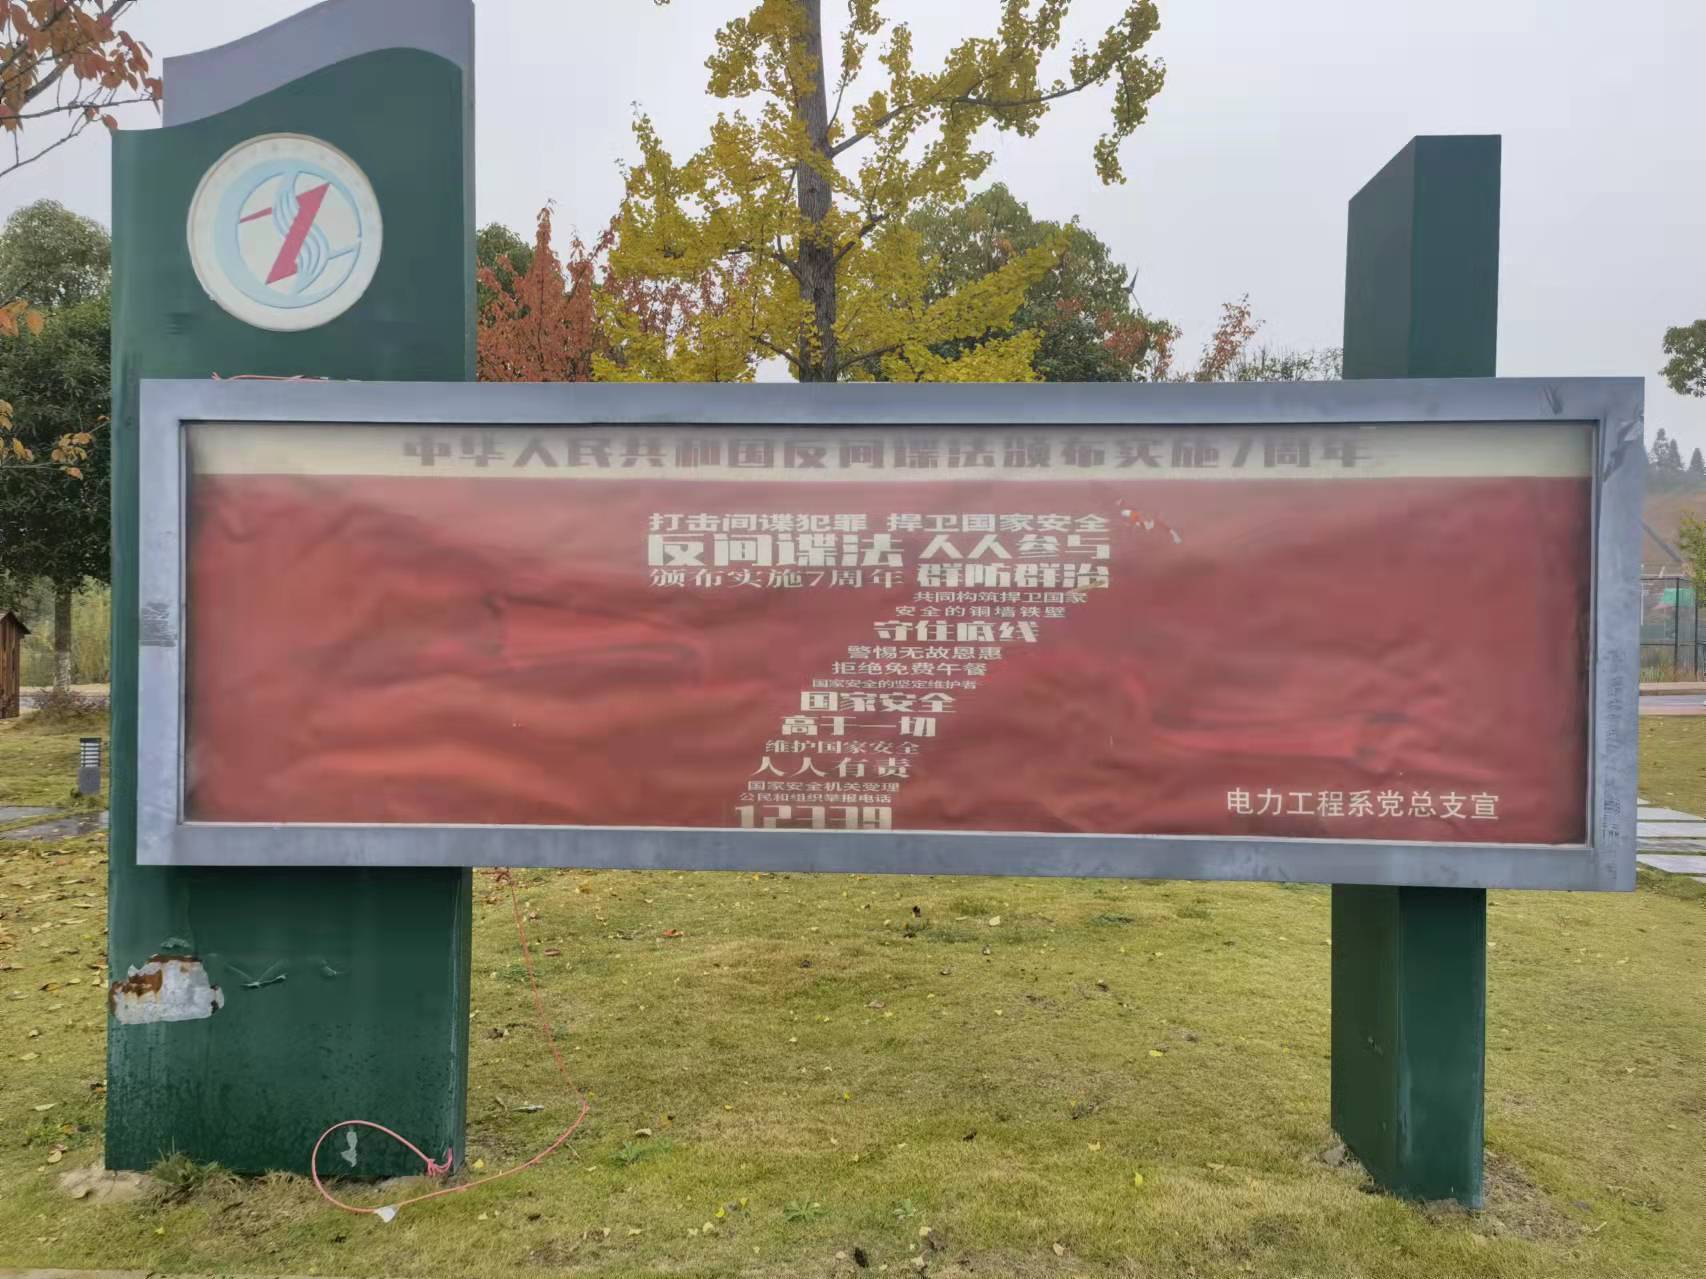 中华人民共和国反间谍法颁布实施7周年
打击间谍犯罪 捍卫国家安全
反间谍法 人人参与
颁布实施7周年 群防群治
共同构筑捍卫国家
安全的铜墙铁壁
守住底线
警惕无故恩惠
拒绝免费午餐
国家安全的坚定维护者
国家安全
高于一切
维护国家安全
人人有责
国家安全机关受理
公民和组织举报电话
12339
电力工程系党总支宣